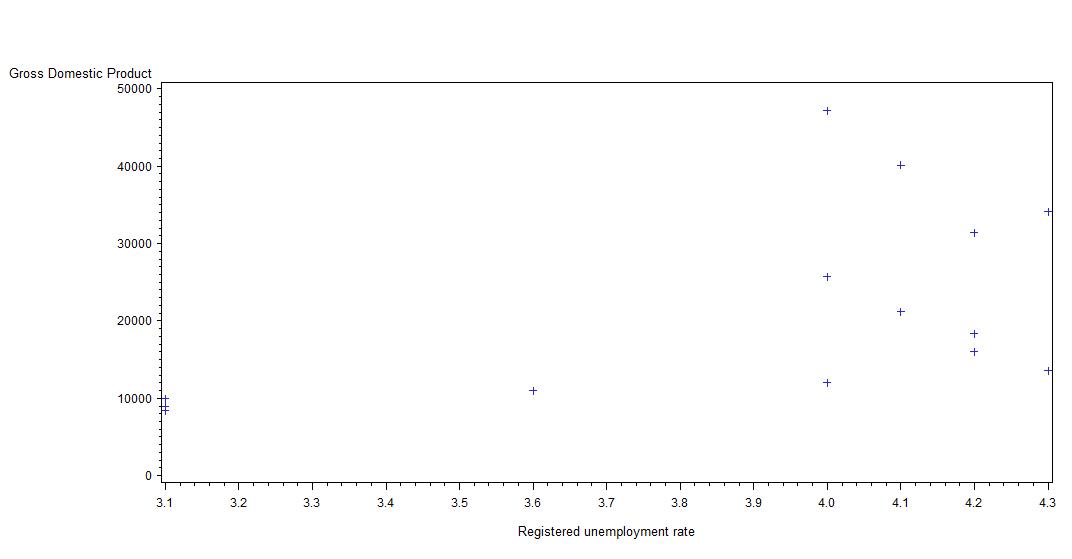 Gross Domestic Product
50000
40000
30000
20000
10000
0
3.1 3.2 3.3 3.4 3.5 3.6 3.7 3.8 3.9 4.0 4.1 4.2 4.3
Registered unemployment rate